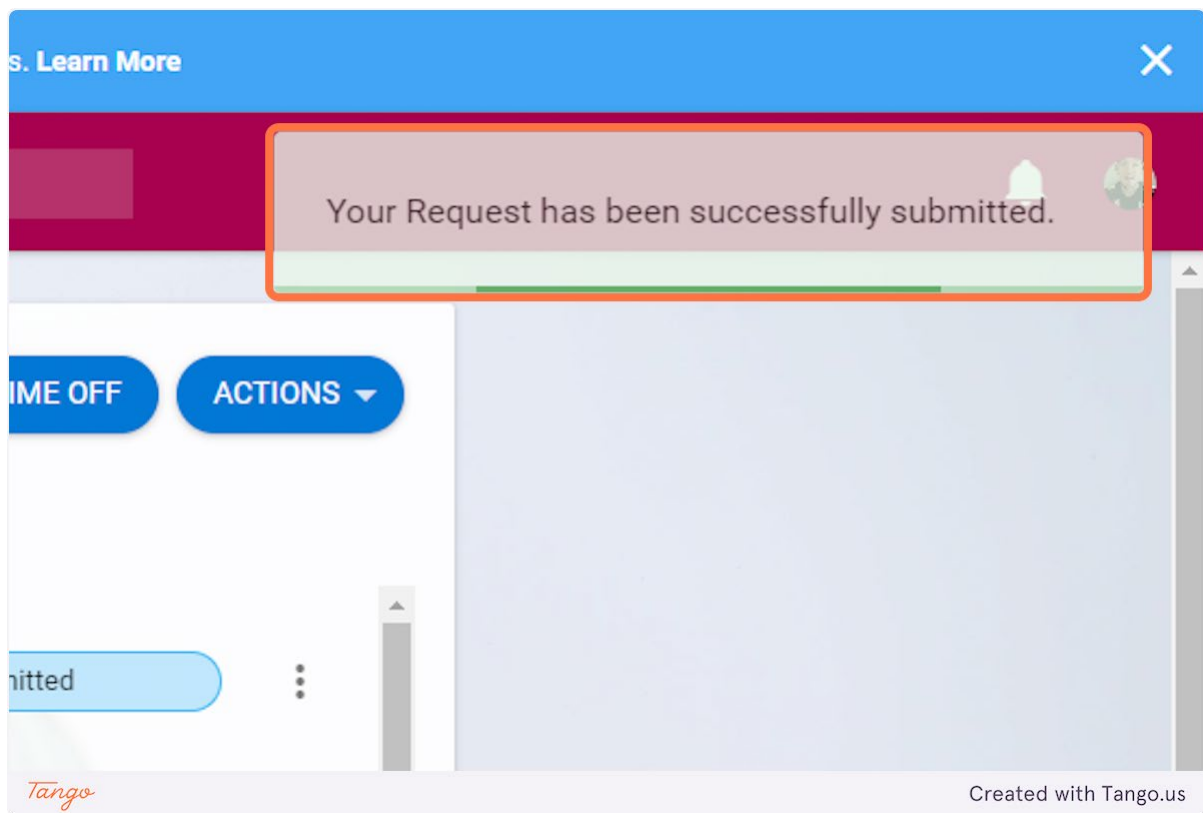 s. Learn More
Your Request has been successfully submitted.
IME OFF
ACTIONS
nitted
Tango
Created with Tango.us